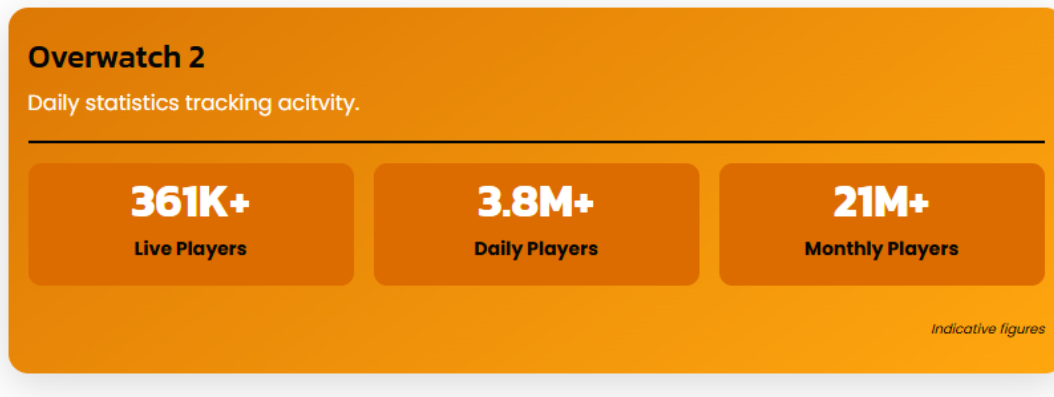 Overwatch 2
Daily statistics tracking acitvity.
361K+
Live Players
3.8M+
Daily Players
21M+
Monthly Players
Indicative figures